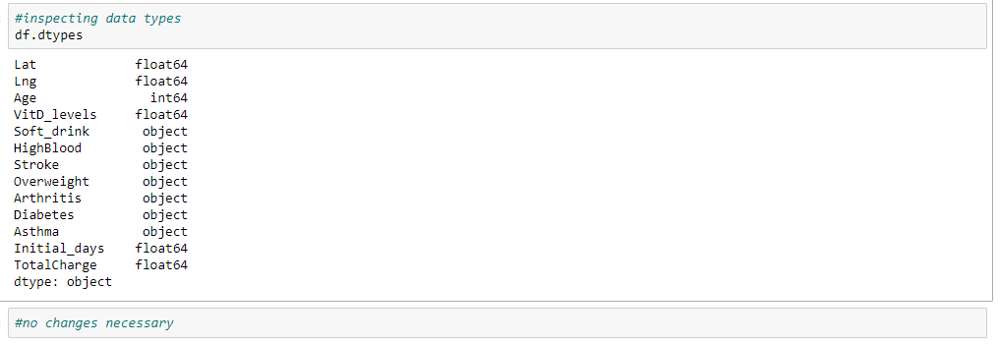 #inspecting data types
df.dtypes
Lat float64
Lng float64
Age int64
VitD_levels float64
Soft_drink object
HighBlood object
Stroke object
Overweight object
Arthritis object
Diabetes object
Asthma object
Initial_days float64
TotalCharge float64
dtype: object
#no changes necessary